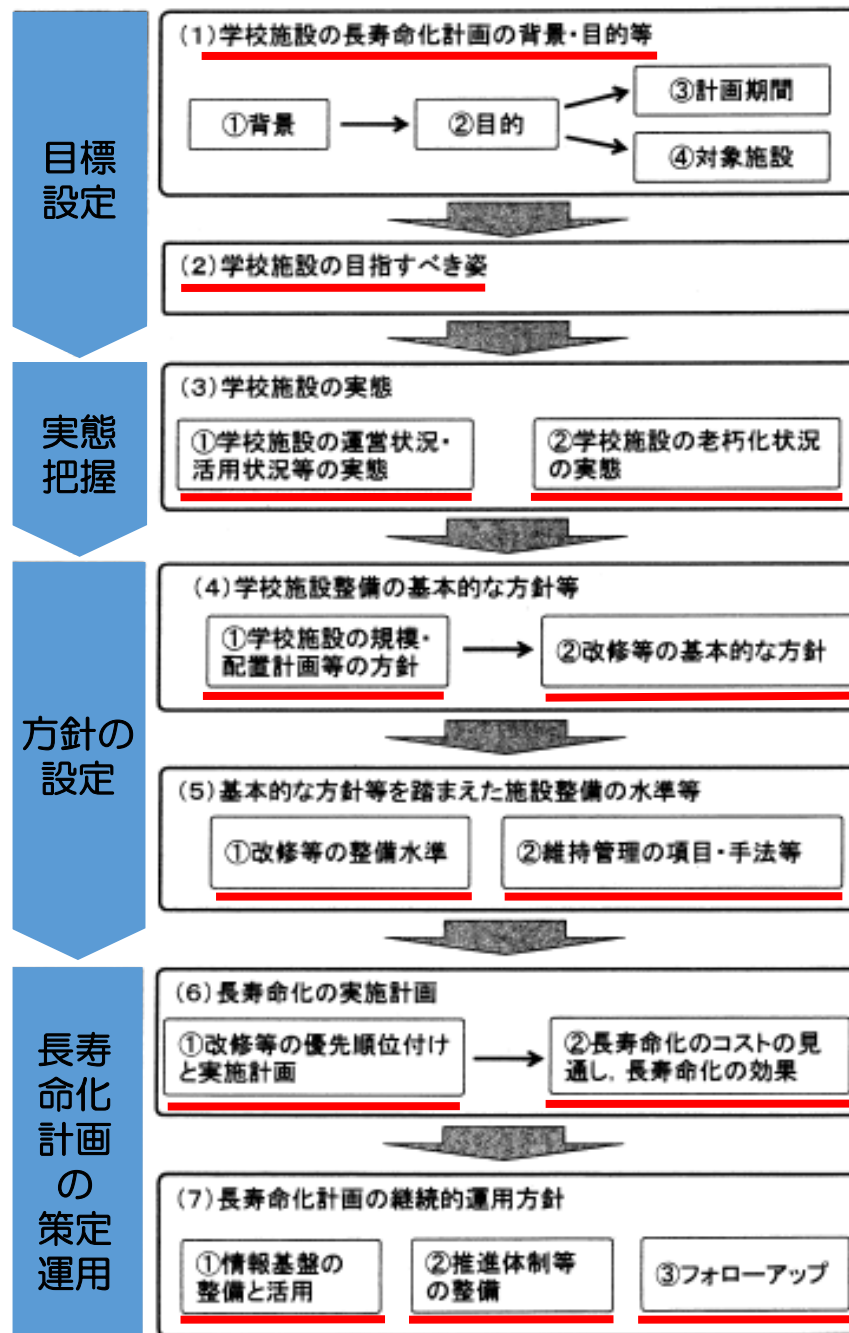 目標
設定
(1)学校施設の長寿命化計画の背景・目的等
①背景
②目的
③計画期間
④対象施設
(2)学校施設の目指すべき姿
実態
把握
(3)学校施設の実態
①学校施設の運営状況・
活用状況等の実態
②学校施設の老朽化状況
の実態
方針の
設定
(4)学校施設整備の基本的な方針等
①学校施設の規模・
配置計画等の方針
②改修等の基本的な方針
(5)基本的な方針等を踏まえた施設整備の水準等
①改修等の整備水準
②維持管理の項目・手法等
長寿
命化
計画
の
策定
運用
(6)長寿命化の実施計画
①改修等の優先順位付け
と実施計画
②長寿命化のコストの見
通し，長寿命化の効果
(7)長寿命化計画の継続的運用方針
①情報基盤の
整備と活用
②推進体制等
の整備
③フォローアップ